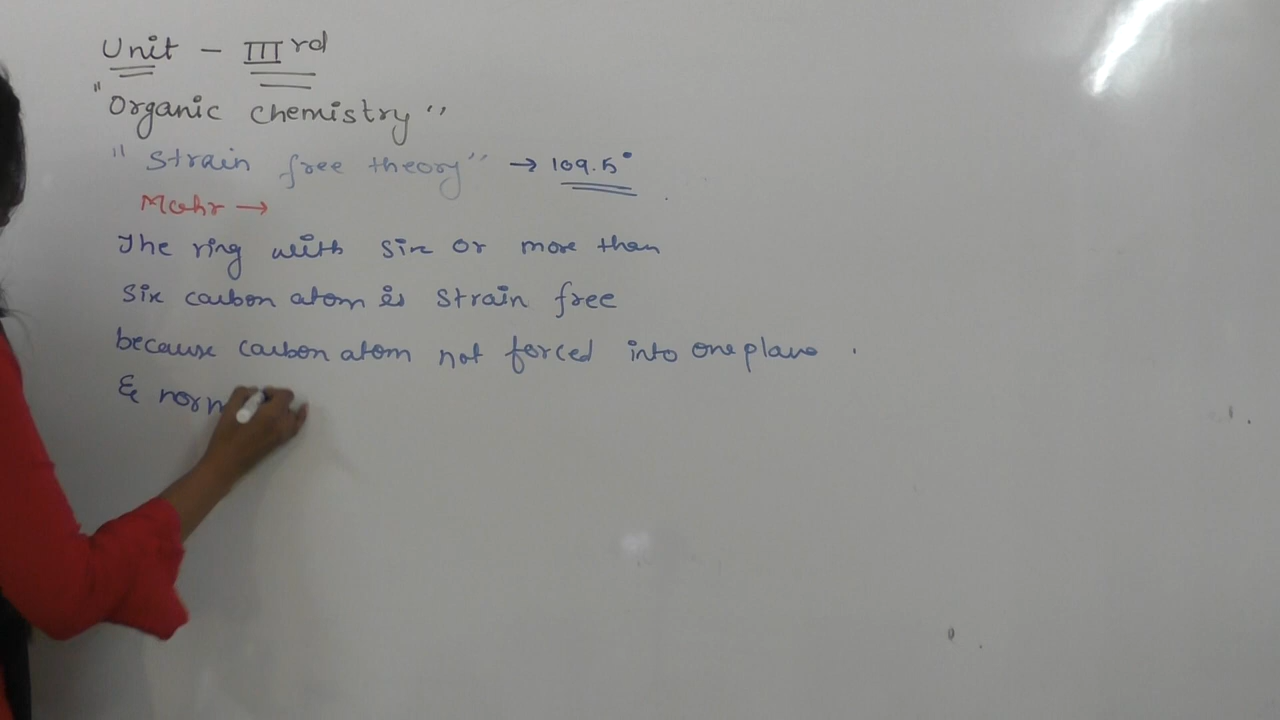 Unit - IIIrd
"Organic chemistry"
"Strain free theory" → 109.5°
Mohr →
The ring with six or more than
six carbon atom is strain free
because carbon atom not forced into one plane.
& norm